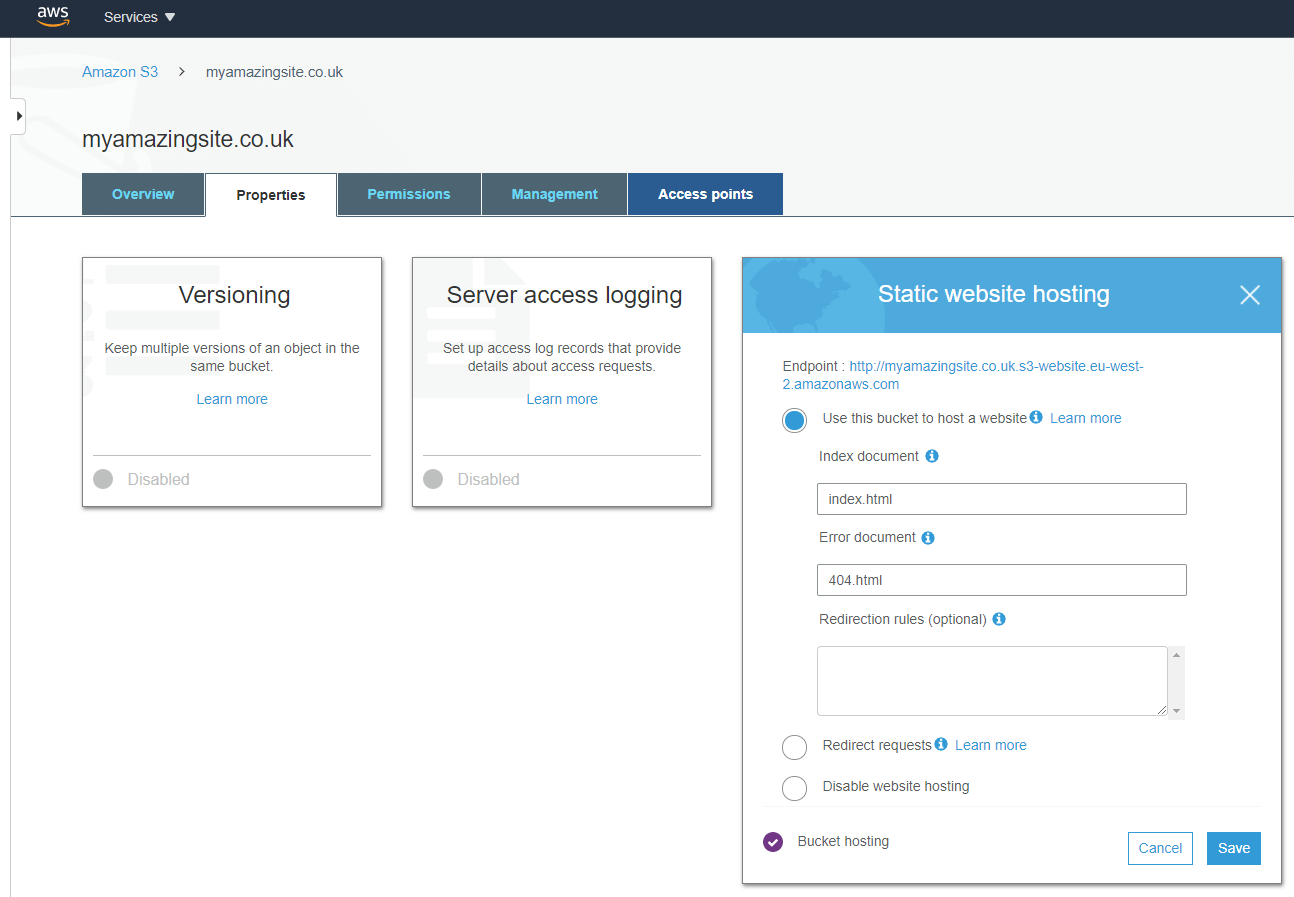 aws
Services
Amazon S3 > myamazingsite.co.uk
myamazingsite.co.uk
Overview
Properties
Permissions
Management
Access points
Versioning
Keep multiple versions of an object in the
same bucket.
Learn more
Disabled
Server access logging
Set up access log records that provide
details about access requests.
Learn more
Disabled
Static website hosting
Endpoint : http://myamazingsite.co.uk.s3-website.eu-west-
2.amazonaws.com
Use this bucket to host a website Learn more
Index document
index.html
Error document
404.html
Redirection rules (optional)
Redirect requests Learn more
Disable website hosting
Bucket hosting
Cancel
Save